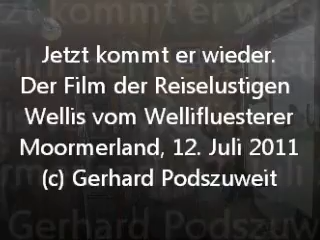 Jetzt kommt er wieder.
Der Film der Reiselustigen
Wellis vom Wellifluesterer
Moormerland, 12. Juli 2011
(c) Gerhard Podszuweit